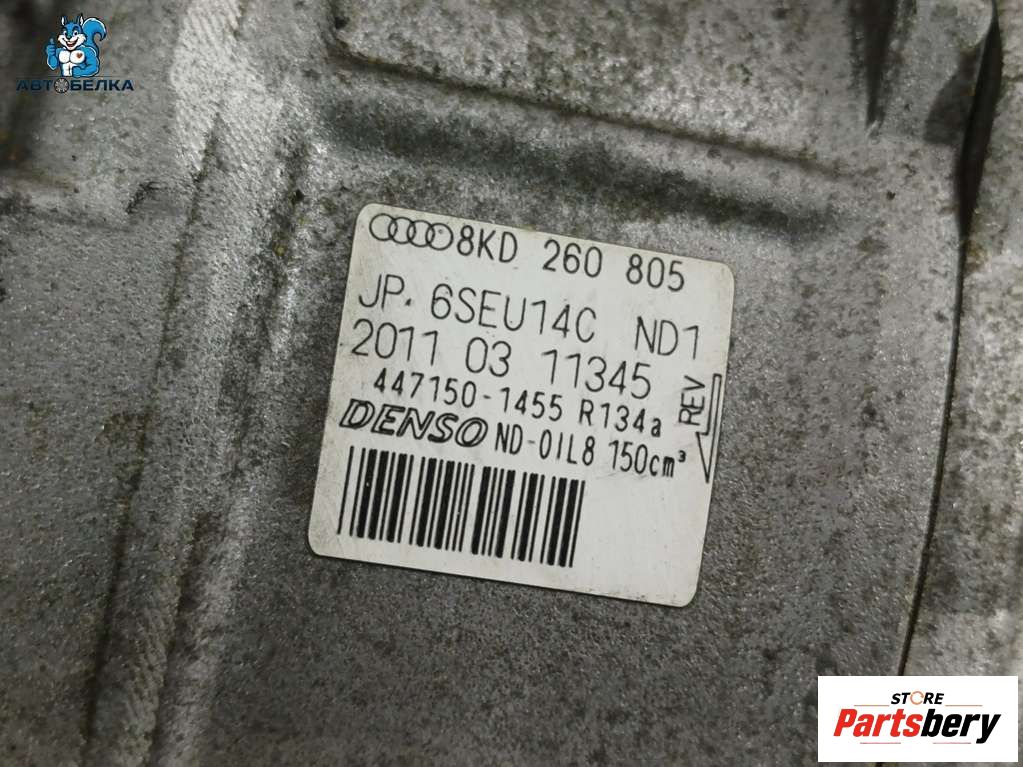 АВТОБЕЛКА
8KD 260 805
JP. 6SEU14C ND1
2011 03 11345
447150-1455 R134a
REV
DENSO ND-OIL8 150cm³
STORE
Partsbery